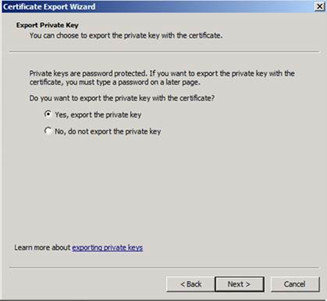 Certificate Export Wizard
Export Private Key
You can choose to export the private key with the certificate.
Private keys are password protected. If you want to export the private key with the
certificate, you must type a password on a later page.
Do you want to export the private key with the certificate?
Yes, export the private key
No, do not export the private key
Learn more about exporting private keys
< Back Next > Cancel